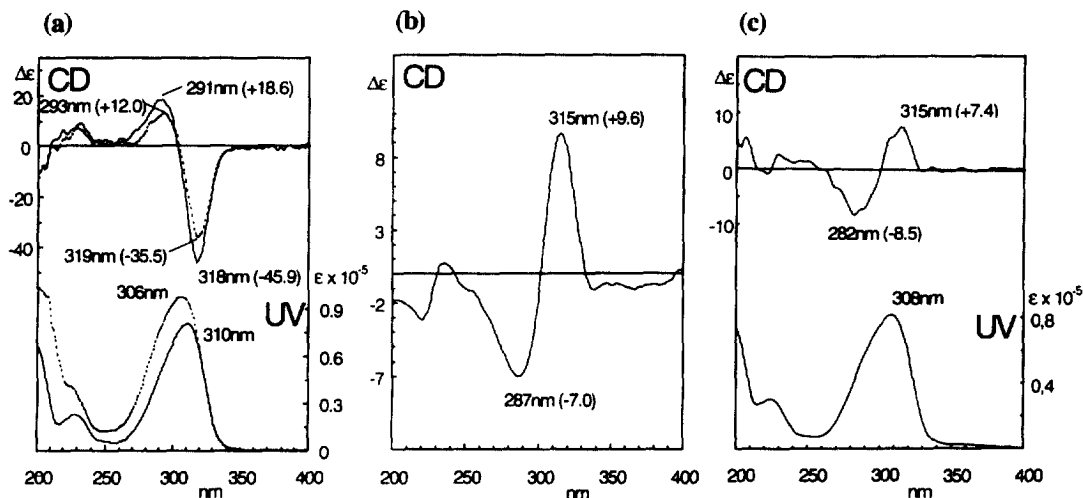 (a)
CD
Δε
20
0
-20
-40
291nm (+18.6)
293nm (+12.0)
319nm (-35.5)
318nm (-45.9)
ε x 10⁻⁵
306nm
UV
310nm
0.9
0.6
0.3
0
200
250
300
350
400
nm
(b)
CD
Δε
8
3
-2
-7
315nm (+9.6)
287nm (-7.0)
200
250
300
350
400
nm
(c)
CD
Δε
10
0
-10
315nm (+7.4)
282nm (-8.5)
308nm
ε x 10⁻⁵
UV
0,8
0,4
200
250
300
350
400
nm